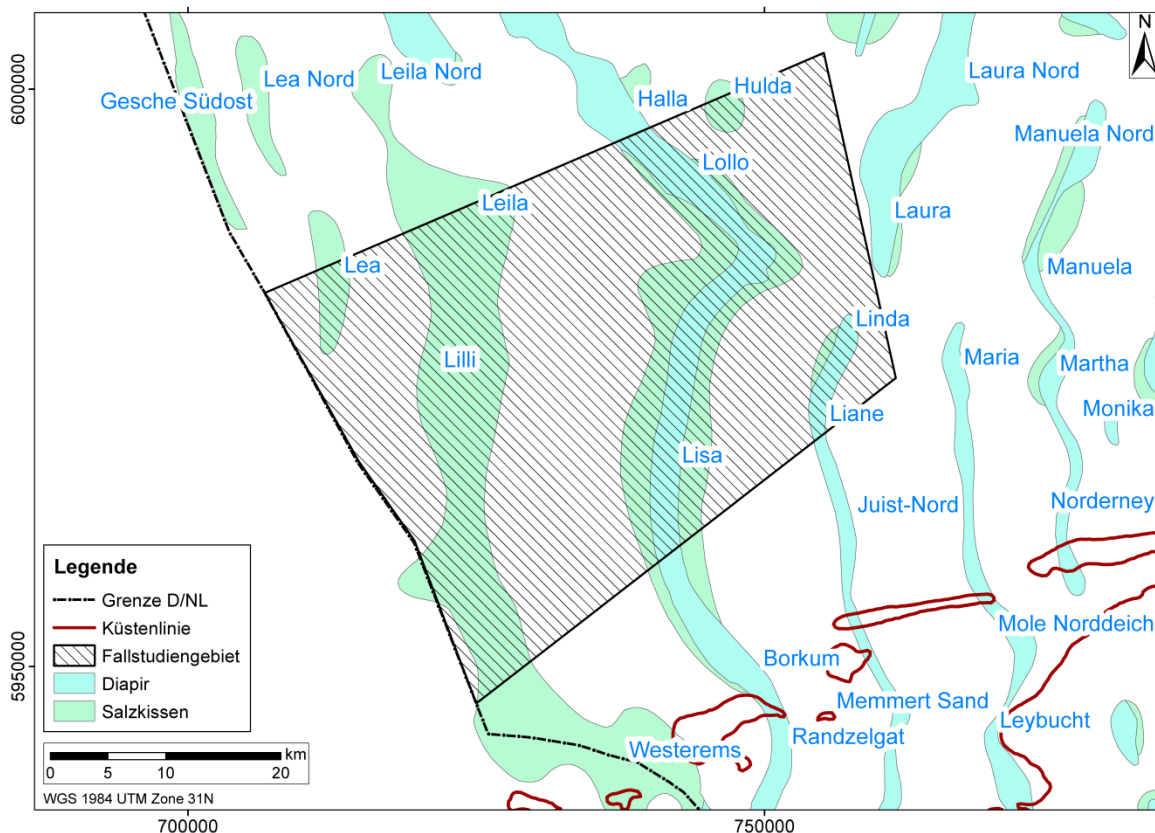 N
Lea Nord
Leila Nord
Laura Nord
Gesche Südost
Halla
Hulda
6000000
Manuela Nord
Lollo
Leila
Laura
Lea
Manuela
Linda
Lilli
Maria
Martha
Liane
Monika
Lisa
Juist-Nord
Norderney
Legende
Grenze D/NL
Küstenlinie
Fallstudiengebiet
Diapir
Salzkissen
Mole Norddeich
5950000
Borkum
Memmert Sand
Leybucht
Westerems
Randzelgat
km
0 5 10 20
WGS 1984 UTM Zone 31N
700000 750000